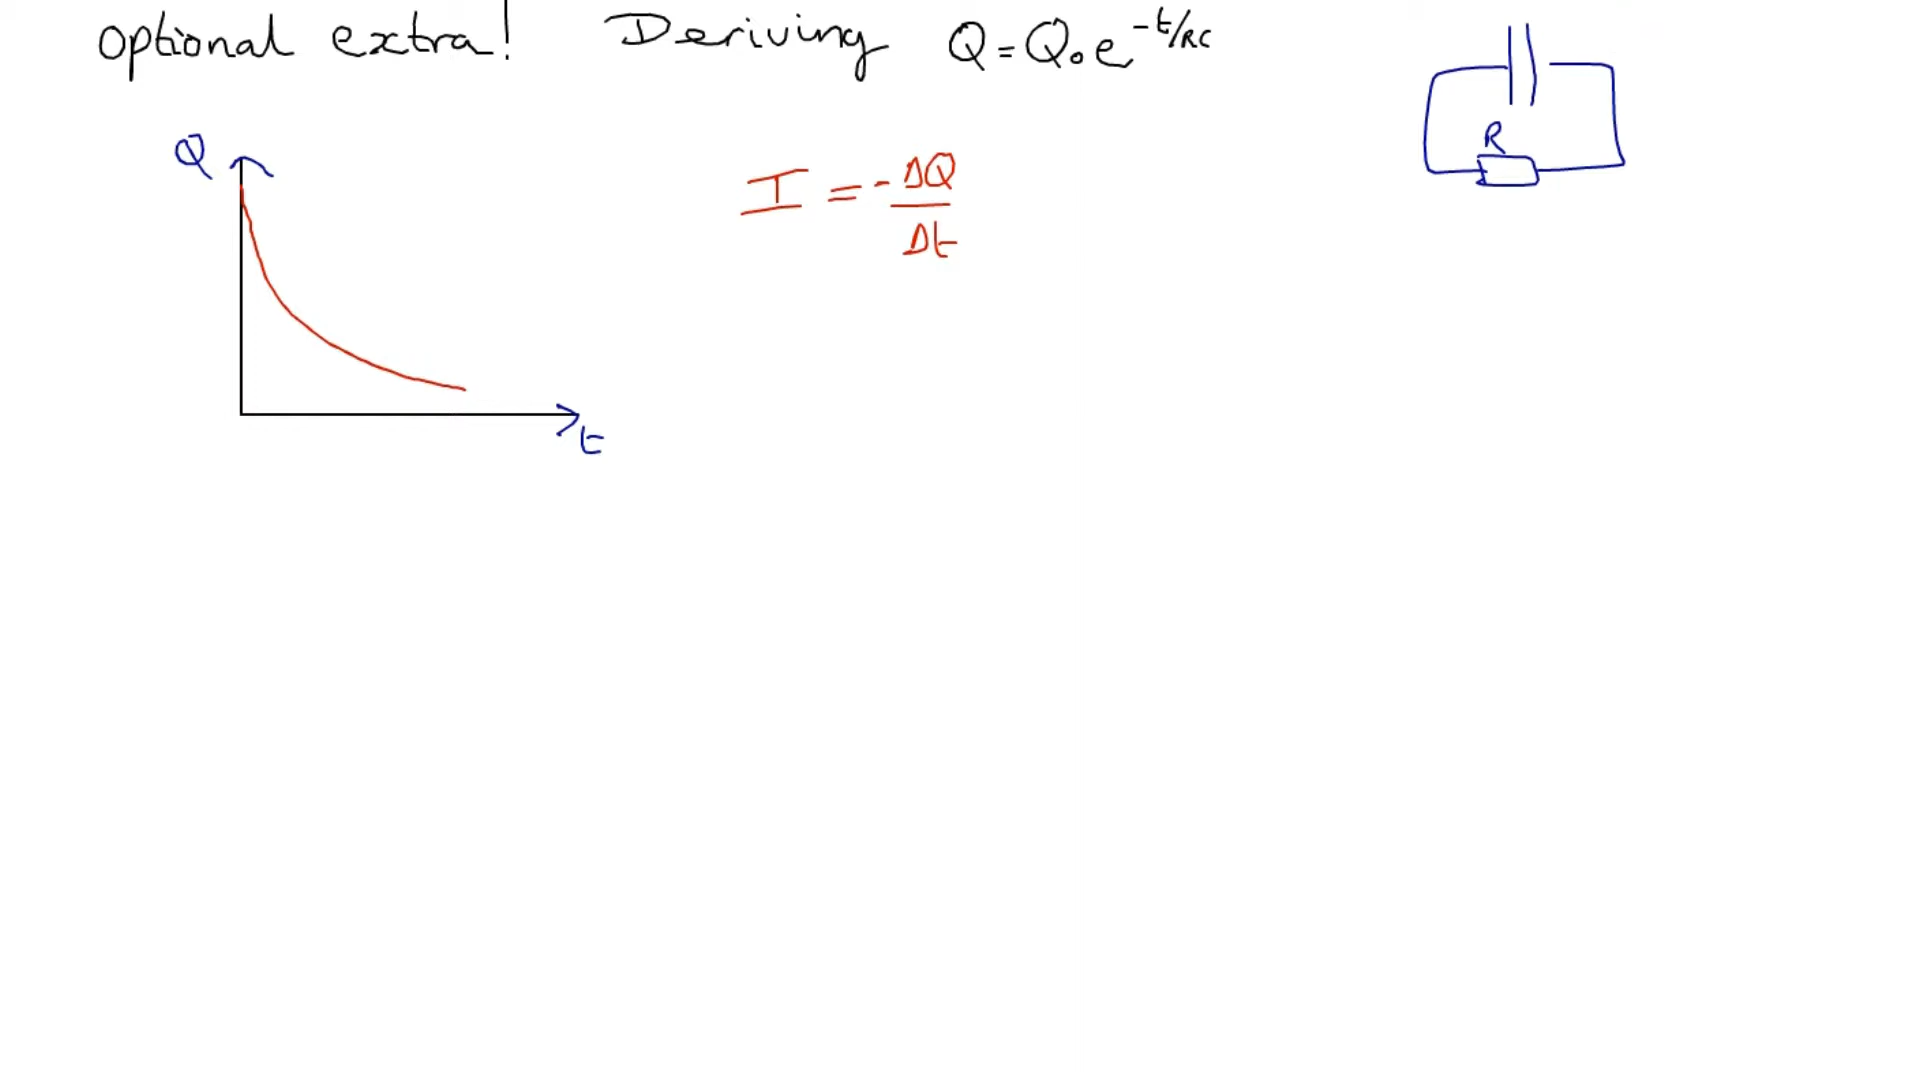 optional extra! Deriving Q=Q₀e^-t/RC
R
Q
I = -ΔQ/Δt
t